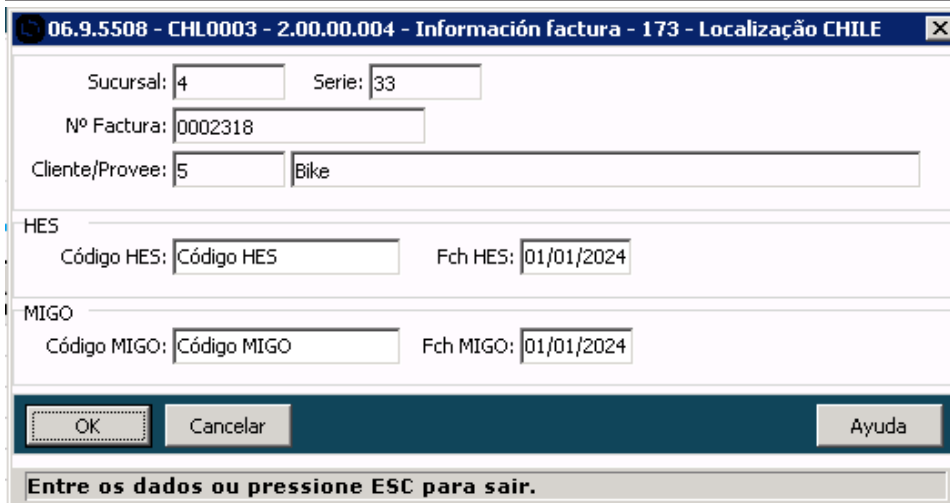 06.9.5508 - CHL0003 - 2.00.00.004 - Información factura - 173 - Localização CHILE
Sucursal: 4 Serie: 33
Nº Factura: 0002318
Cliente/Provee: 5 Bike
HES
Código HES: Código HES Fch HES: 01/01/2024
MIGO
Código MIGO: Código MIGO Fch MIGO: 01/01/2024
OK Cancelar Ayuda
Entre os dados ou pressione ESC para sair.